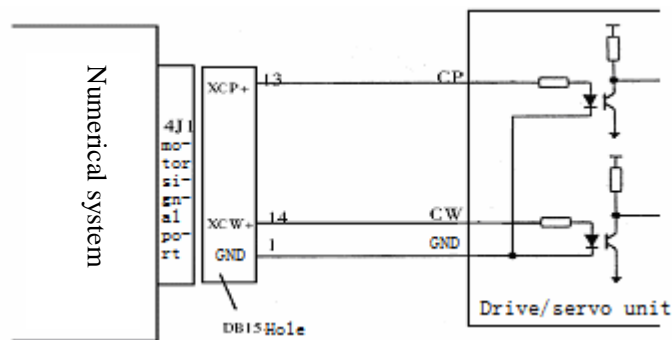 Numerical system
4J1
mo-
tor
si-
gn-
al
po-
rt
XCP+
13
CP
XCW+
14
CW
GND
1
GND
DB15-Hole
Drive/servo unit